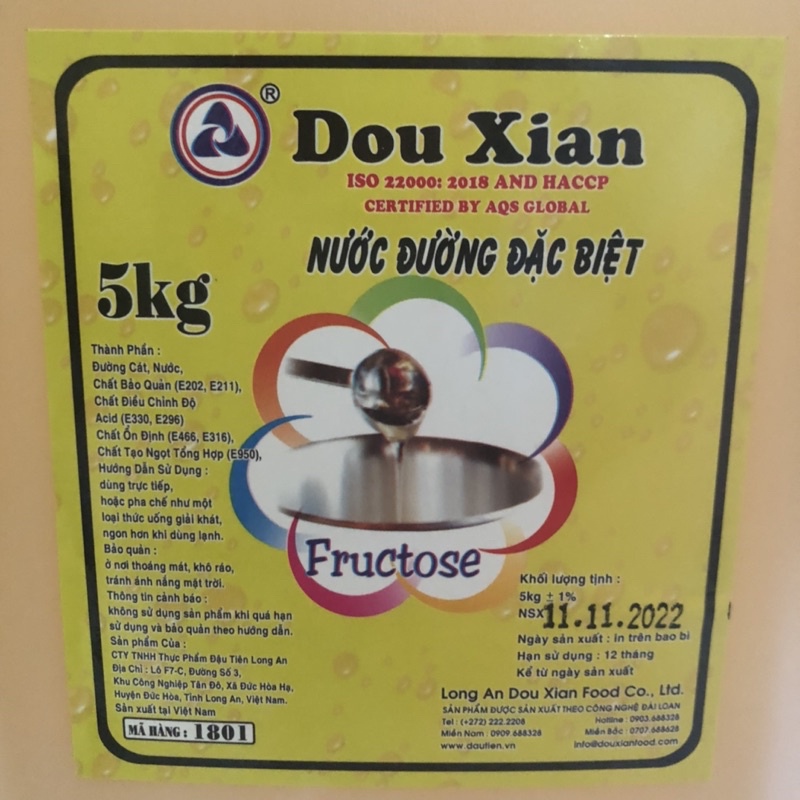 ®
Dou Xian
ISO 22000: 2018 AND HACCP
CERTIFIED BY AQS GLOBAL
NƯỚC ĐƯỜNG ĐẶC BIỆT
5kg
Thành Phần :
Đường Cát, Nước,
Chất Bảo Quản (E202, E211),
Chất Điều Chỉnh Độ
Acid (E330, E296)
Chất Ổn Định (E466, E316),
Chất Tạo Ngọt Tổng Hợp (E950),
Hướng Dẫn Sử Dụng :
dùng trực tiếp,
hoặc pha chế như một
loại thức uống giải khát,
ngon hơn khi dùng lạnh.
Bảo quản :
ở nơi thoáng mát, khô ráo,
tránh ánh nắng mặt trời.
Thông tin cảnh báo :
không sử dụng sản phẩm khi quá hạn
sử dụng và bảo quản theo hướng dẫn.
Sản phẩm Của :
CTY TNHH Thực Phẩm Đậu Tiên Long An
Địa Chỉ : Lô F7-C, Đường Số 3,
Khu Công Nghiệp Tân Đô, Xã Đức Hòa Hạ,
Huyện Đức Hòa, Tỉnh Long An, Việt Nam.
Sản xuất tại Việt Nam
MÃ HÀNG : 1801
Fructose
Khối lượng tịnh :
5kg ± 1%
NSX 11.11.2022
Ngày sản xuất : in trên bao bì
Hạn sử dụng : 12 tháng
Kể từ ngày sản xuất
Long An Dou Xian Food Co., Ltd.
SẢN PHẨM ĐƯỢC SẢN XUẤT THEO CÔNG NGHỆ ĐÀI LOAN
Tel : (+272) 222.2208 Hotline : 0903.688328
Miền Nam : 0909.688326 Miền Bắc : 0707.688628
www.dautien.vn info@douxianfood.com